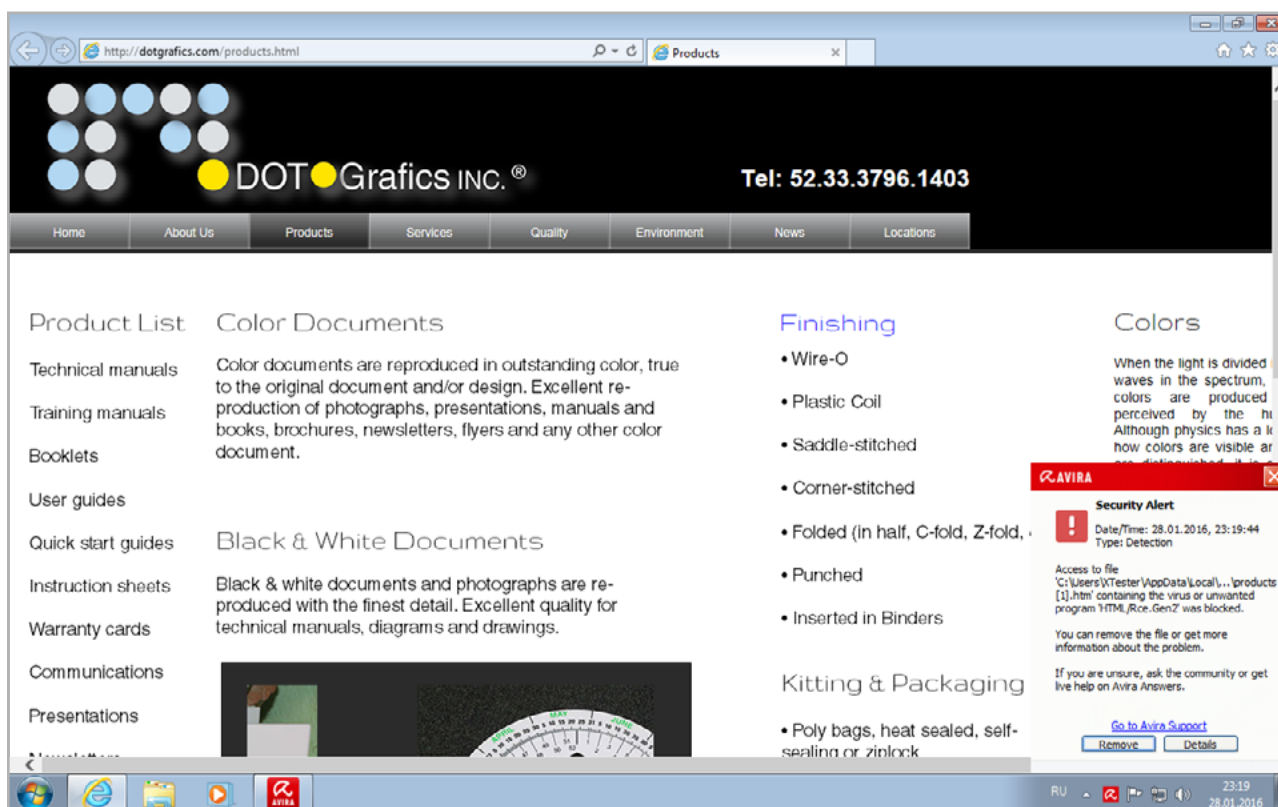 http://dotgrafics.com/products.html
Products
DOT Grafics INC. ®
Tel: 52.33.3796.1403
Home
About Us
Products
Services
Quality
Environment
News
Locations
Product List
Technical manuals
Training manuals
Booklets
User guides
Quick start guides
Instruction sheets
Warranty cards
Communications
Presentations
Color Documents
Color documents are reproduced in outstanding color, true
to the original document and/or design. Excellent re-
production of photographs, presentations, manuals and
books, brochures, newsletters, flyers and any other color
document.
Black & White Documents
Black & white documents and photographs are re-
produced with the finest detail. Excellent quality for
technical manuals, diagrams and drawings.
APRIL
MAY
JUNE
Finishing
• Wire-O
• Plastic Coil
• Saddle-stitched
• Corner-stitched
• Folded (in half, C-fold, Z-fold,
• Punched
• Inserted in Binders
Kitting & Packaging
• Poly bags, heat sealed, self-
sealing or ziplock
Colors
When the light is divided
waves in the spectrum,
colors are produced
perceived by the
Although physics has a
how colors are visible
are distinguished, it is
AVIRA
Security Alert
Date/Time: 28.01.2016, 23:19:44
Type: Detection
Access to file
'C:\Users\XTester\AppData\Local\...\products
[1].htm' containing the virus or unwanted
program 'HTML/Rce.Gen2' was blocked.
You can remove the file or get more
information about the problem.
If you are unsure, ask the community or get
live help on Avira Answers.
Go to Avira Support
Remove
Details
AVIRA
RU
23:19
28.01.2016